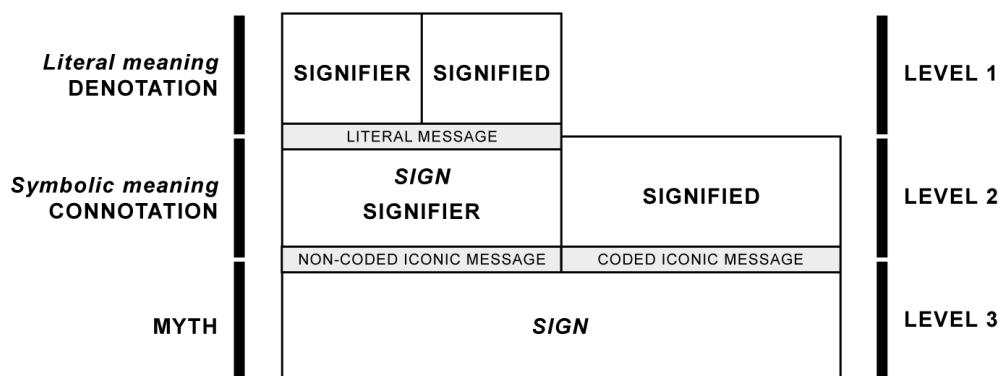 Literal meaning
DENOTATION
SIGNIFIER
SIGNIFIED
LEVEL 1
LITERAL MESSAGE
Symbolic meaning
CONNOTATION
SIGN
SIGNIFIER
SIGNIFIED
LEVEL 2
NON-CODED ICONIC MESSAGE
CODED ICONIC MESSAGE
MYTH
SIGN
LEVEL 3